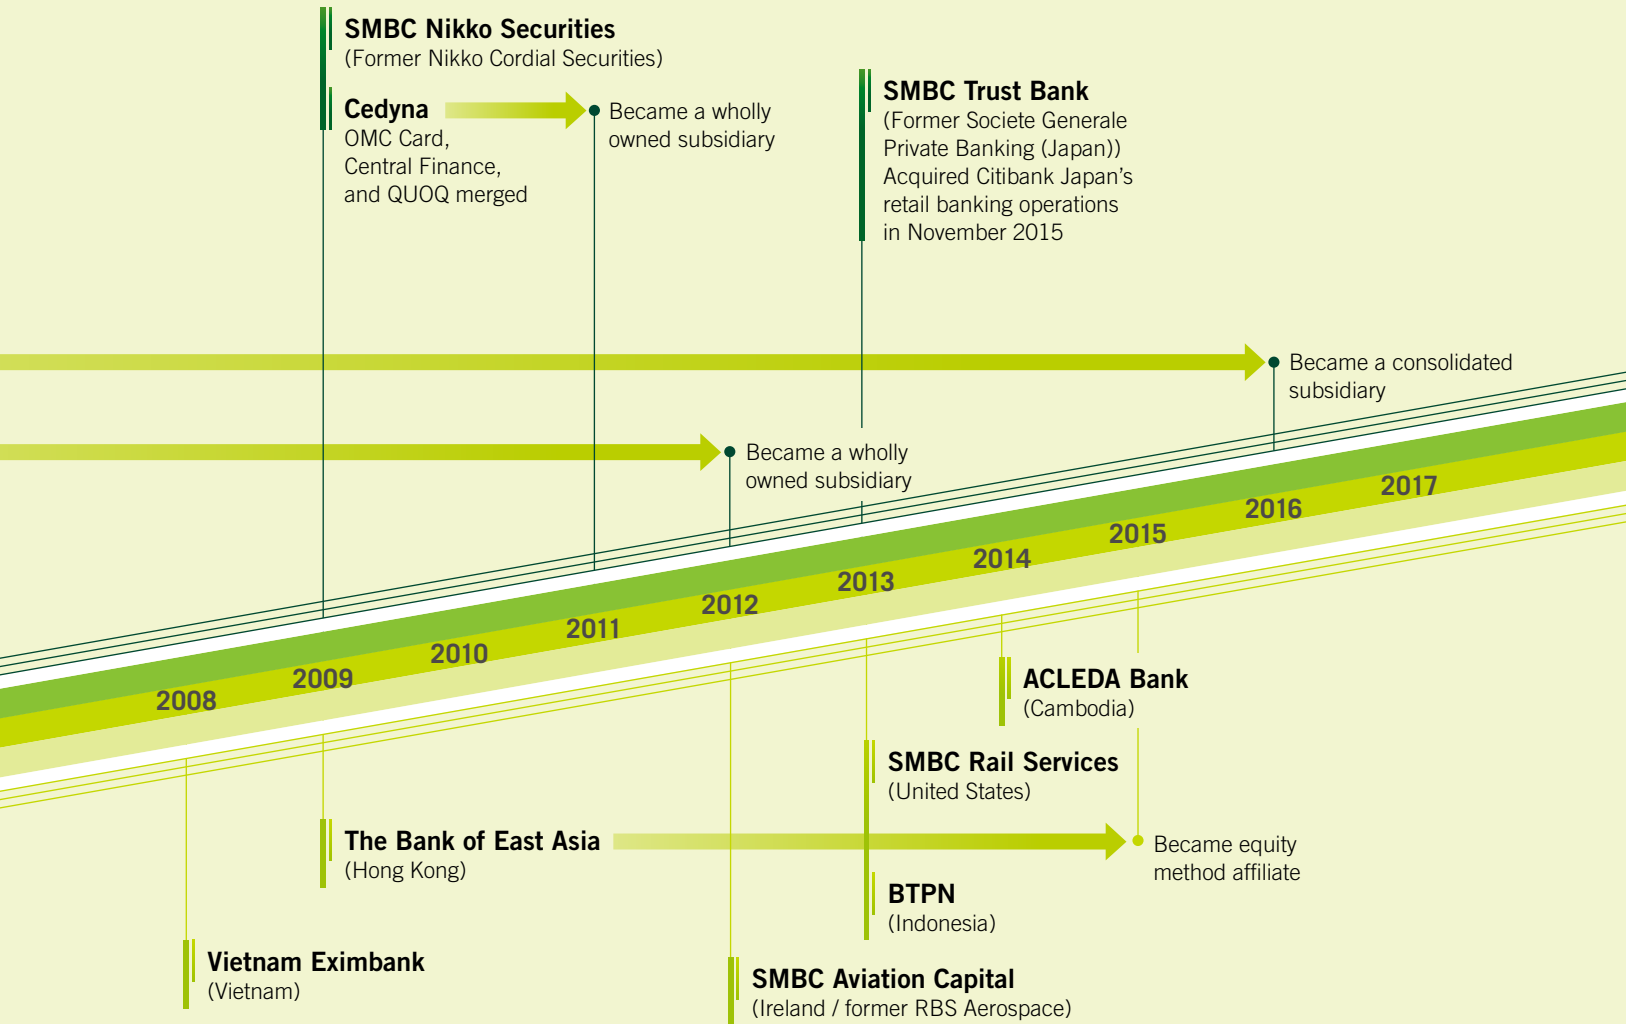 SMBC Nikko Securities
(Former Nikko Cordial Securities)
Cedyna
OMC Card,
Central Finance,
and QUOQ merged
Became a wholly
owned subsidiary
SMBC Trust Bank
(Former Societe Generale
Private Banking (Japan))
Acquired Citibank Japan’s
retail banking operations
in November 2015
Became a consolidated
subsidiary
Became a wholly
owned subsidiary
2008
2009
2010
2011
2012
2013
2014
2015
2016
2017
ACLEDA Bank
(Cambodia)
SMBC Rail Services
(United States)
The Bank of East Asia
(Hong Kong)
Became equity
method affiliate
BTPN
(Indonesia)
Vietnam Eximbank
(Vietnam)
SMBC Aviation Capital
(Ireland / former RBS Aerospace)